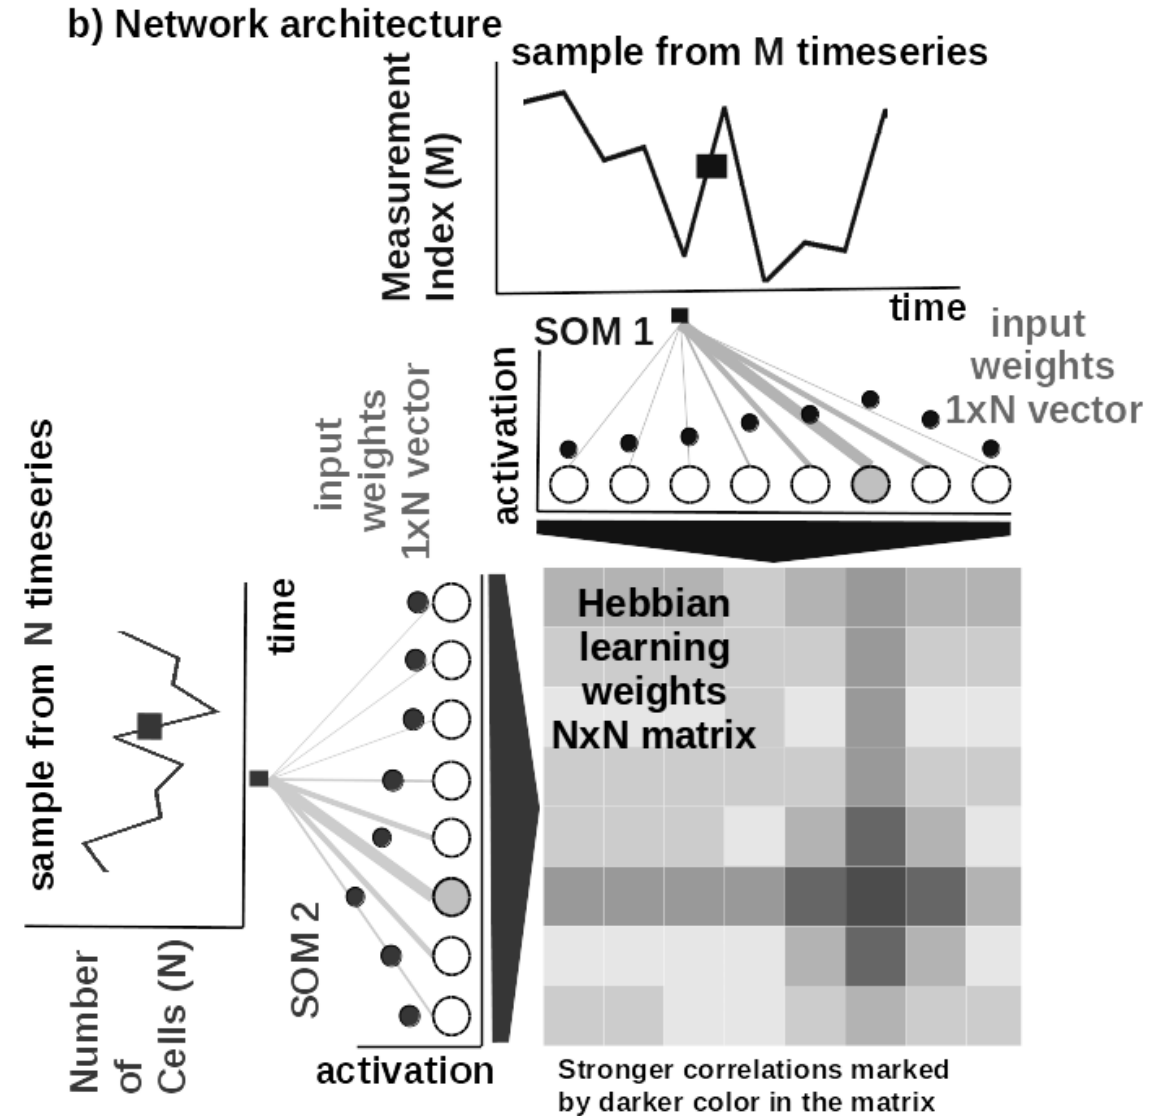 b) Network architecture
sample from M timeseries
Measurement
Index (M)
time
SOM 1
activation
input
weights
1xN vector
input
weights
1xN vector
sample from N timeseries
time
Number
of
Cells (N)
SOM 2
activation
Hebbian
learning
weights
NxN matrix
Stronger correlations marked
by darker color in the matrix